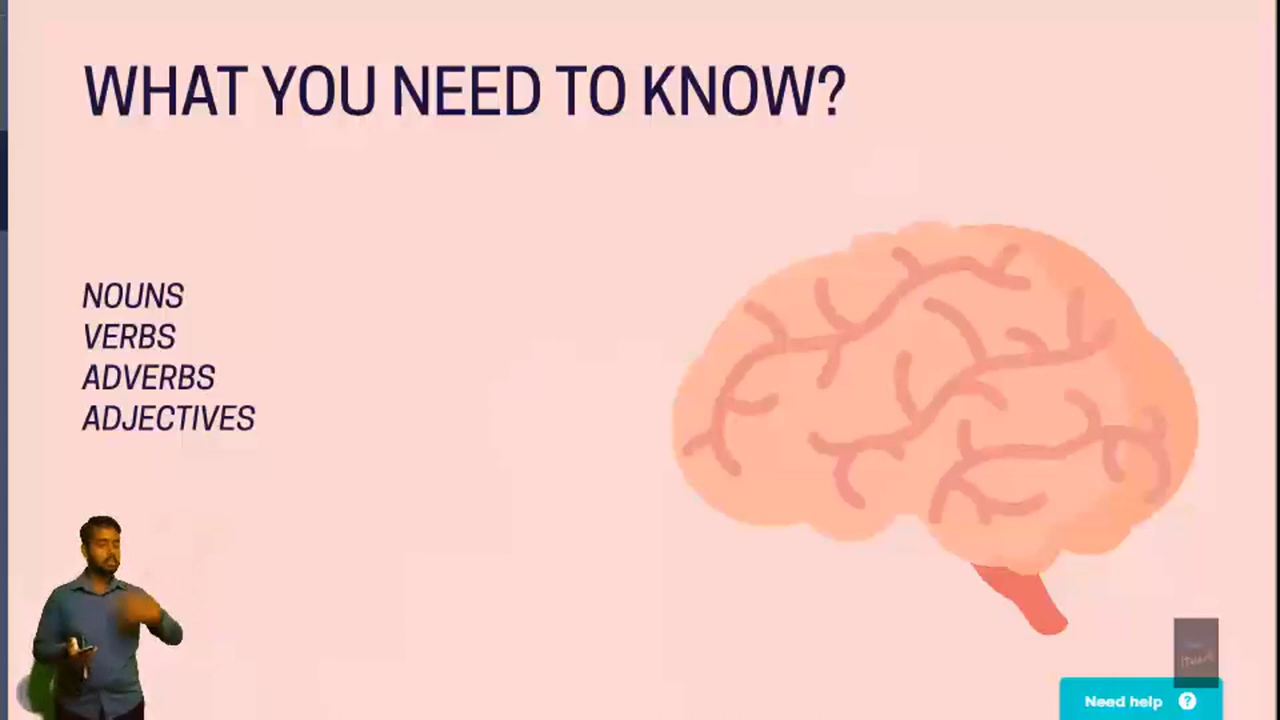 WHAT YOU NEED TO KNOW?
NOUNS
VERBS
ADVERBS
ADJECTIVES
Need help ?